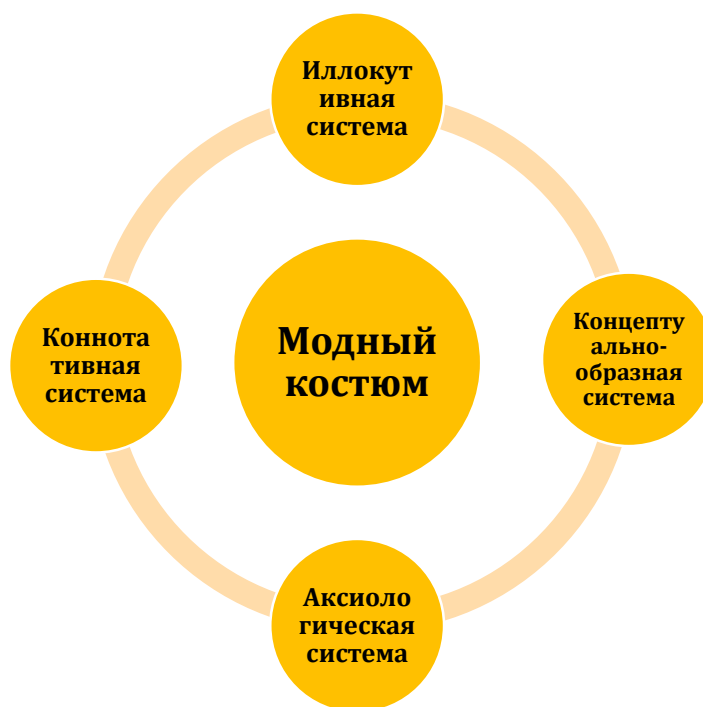 Иллокут
ивная
система
Коннота
тивная
система
Модный
костюм
Концепту
ально-
образная
система
Аксиоло
гическая
система